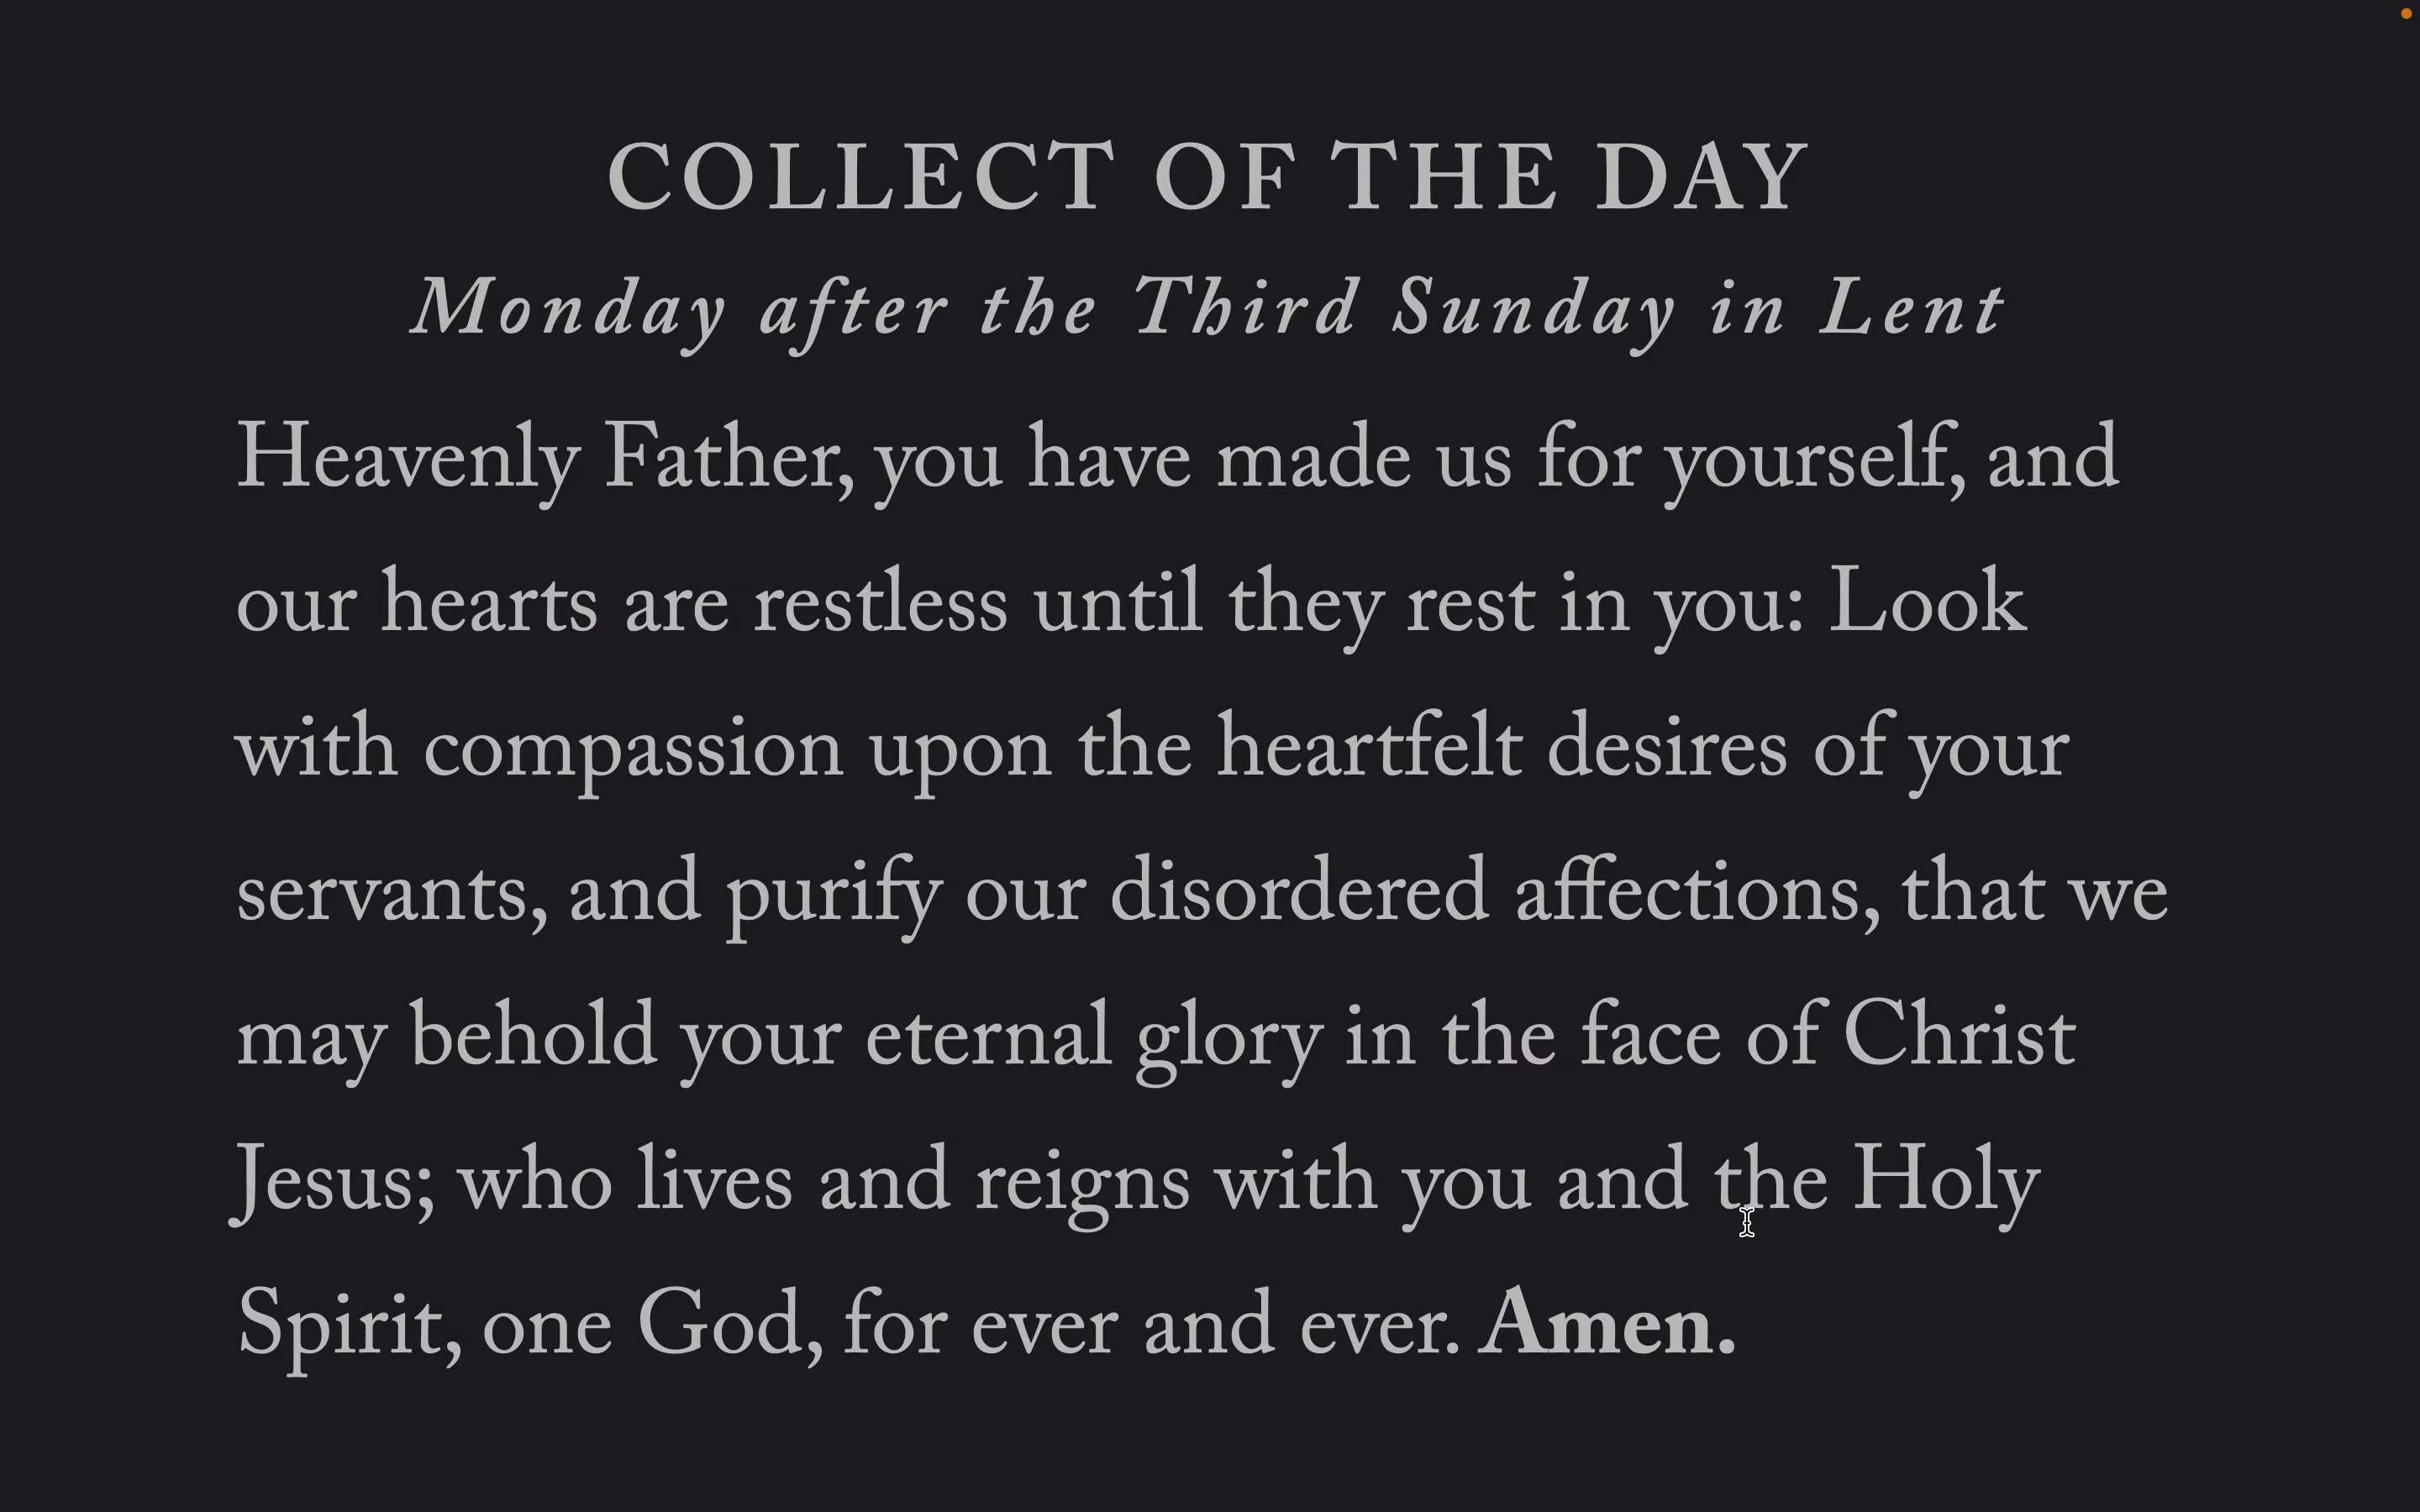 COLLECT OF THE DAY
Monday after the Third Sunday in Lent
Heavenly Father, you have made us for yourself, and
our hearts are restless until they rest in you: Look
with compassion upon the heartfelt desires of your
servants, and purify our disordered affections, that we
may behold your eternal glory in the face of Christ
Jesus; who lives and reigns with you and the Holy
Spirit, one God, for ever and ever. Amen.